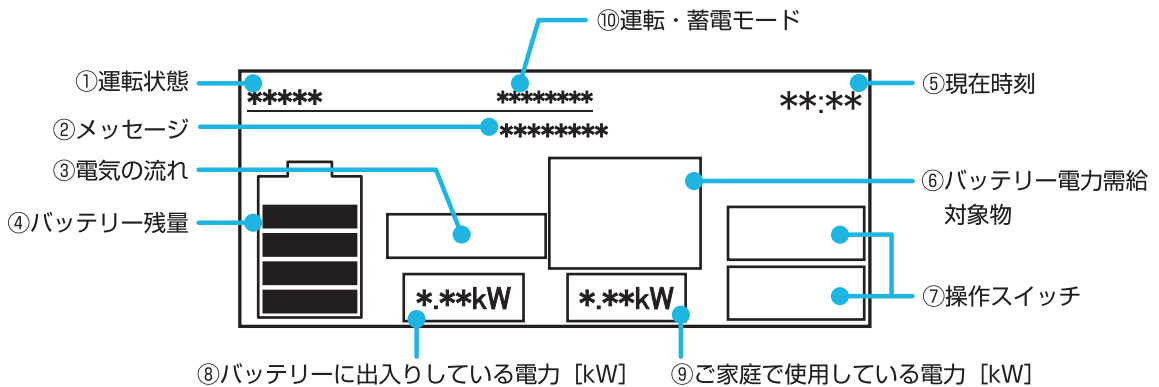 ⑩運転・蓄電モード
①運転状態
*****
********
**:**
⑤現在時刻
②メッセージ
********
③電気の流れ
⑥バッテリー電力需給
対象物
④バッテリー残量
*.**kW
*.**kW
⑦操作スイッチ
⑧バッテリーに出入りしている電力［kW］
⑨ご家庭で使用している電力［kW］